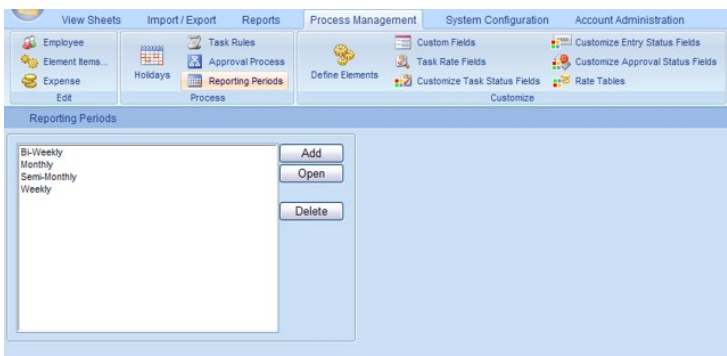 View Sheets Import / Export Reports Process Management System Configuration Account Administration
Employee Task Rules Custom Fields Customize Entry Status Fields
Element Items... Holidays Approval Process Define Elements Task Rate Fields Customize Approval Status Fields
Expense Reporting Periods Customize Task Status Fields Rate Tables
Edit Process Customize
Reporting Periods
Bi-Weekly Add
Monthly
Semi-Monthly Open
Weekly
Delete